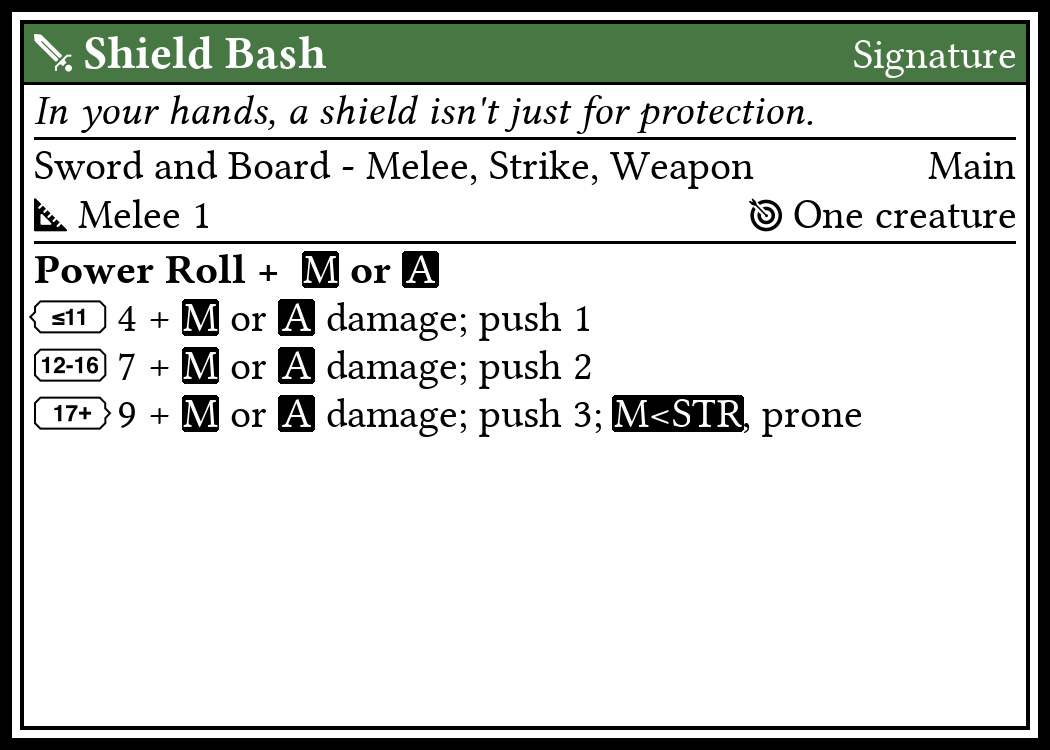 Shield Bash Signature
In your hands, a shield isn't just for protection.
Sword and Board - Melee, Strike, Weapon Main
Melee 1 One creature
Power Roll + M or A
≤11 4 + M or A damage; push 1
12-16 7 + M or A damage; push 2
17+ 9 + M or A damage; push 3; M<STR, prone